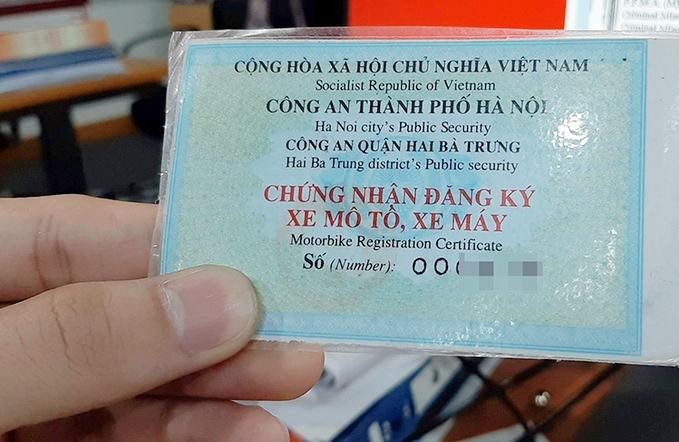 CỘNG HÒA XÃ HỘI CHỦ NGHĨA VIỆT NAM
Socialist Republic of Vietnam
CÔNG AN THÀNH PHỐ HÀ NỘI
Ha Noi city's Public Security
CÔNG AN QUẬN HAI BÀ TRƯNG
Hai Ba Trung district's Public security
CHỨNG NHẬN ĐĂNG KÝ
XE MÔ TÔ, XE MÁY
Motorbike Registration Certificate
Số (Number): 00